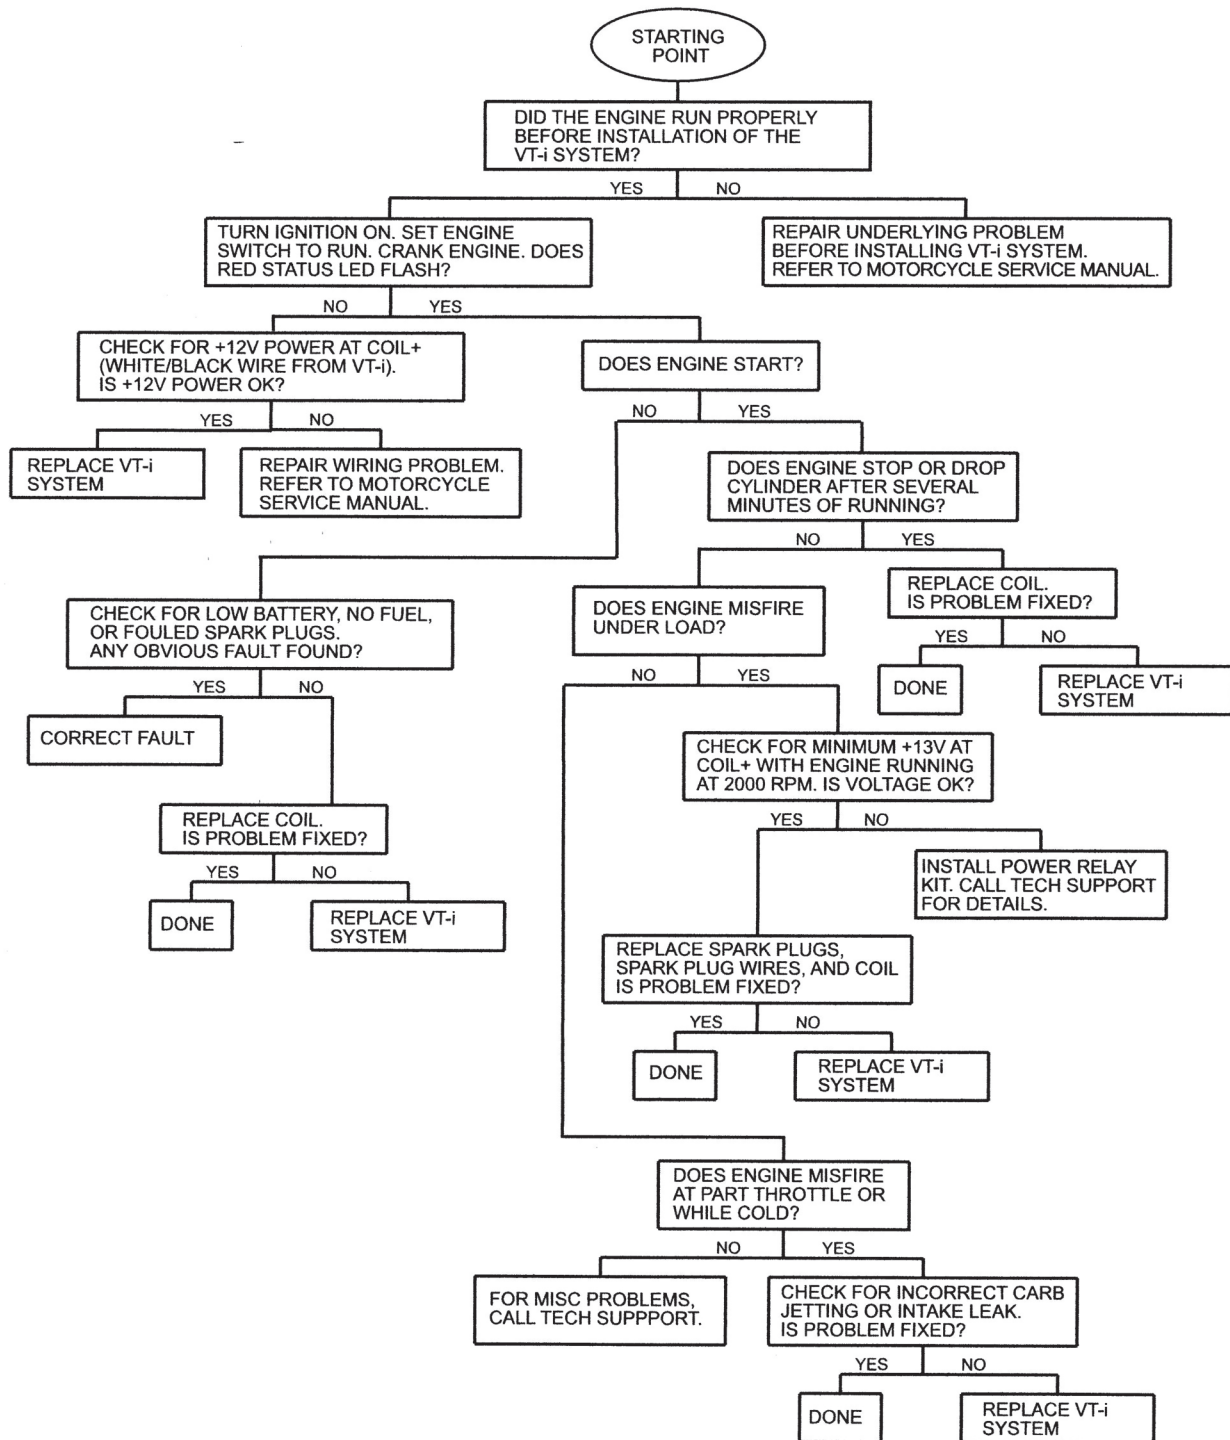 STARTING
POINT
DID THE ENGINE RUN PROPERLY
BEFORE INSTALLATION OF THE
VT-i SYSTEM?
YES
NO
TURN IGNITION ON. SET ENGINE
SWITCH TO RUN. CRANK ENGINE. DOES
RED STATUS LED FLASH?
REPAIR UNDERLYING PROBLEM
BEFORE INSTALLING VT-i SYSTEM.
REFER TO MOTORCYCLE SERVICE MANUAL.
NO
YES
CHECK FOR +12V POWER AT COIL+
(WHITE/BLACK WIRE FROM VT-i).
IS +12V POWER OK?
DOES ENGINE START?
YES
NO
NO
YES
REPLACE VT-i
SYSTEM
REPAIR WIRING PROBLEM.
REFER TO MOTORCYCLE
SERVICE MANUAL.
DOES ENGINE STOP OR DROP
CYLINDER AFTER SEVERAL
MINUTES OF RUNNING?
NO
YES
CHECK FOR LOW BATTERY, NO FUEL,
OR FOULED SPARK PLUGS.
ANY OBVIOUS FAULT FOUND?
DOES ENGINE MISFIRE
UNDER LOAD?
REPLACE COIL.
IS PROBLEM FIXED?
YES
NO
NO
YES
YES
NO
DONE
REPLACE VT-i
SYSTEM
CORRECT FAULT
CHECK FOR MINIMUM +13V AT
COIL+ WITH ENGINE RUNNING
AT 2000 RPM. IS VOLTAGE OK?
REPLACE COIL.
IS PROBLEM FIXED?
YES
NO
YES
NO
INSTALL POWER RELAY
KIT. CALL TECH SUPPORT
FOR DETAILS.
DONE
REPLACE VT-i
SYSTEM
REPLACE SPARK PLUGS,
SPARK PLUG WIRES, AND COIL
IS PROBLEM FIXED?
YES
NO
DONE
REPLACE VT-i
SYSTEM
DOES ENGINE MISFIRE
AT PART THROTTLE OR
WHILE COLD?
NO
YES
FOR MISC PROBLEMS,
CALL TECH SUPPPORT.
CHECK FOR INCORRECT CARB
JETTING OR INTAKE LEAK.
IS PROBLEM FIXED?
YES
NO
DONE
REPLACE VT-i
SYSTEM